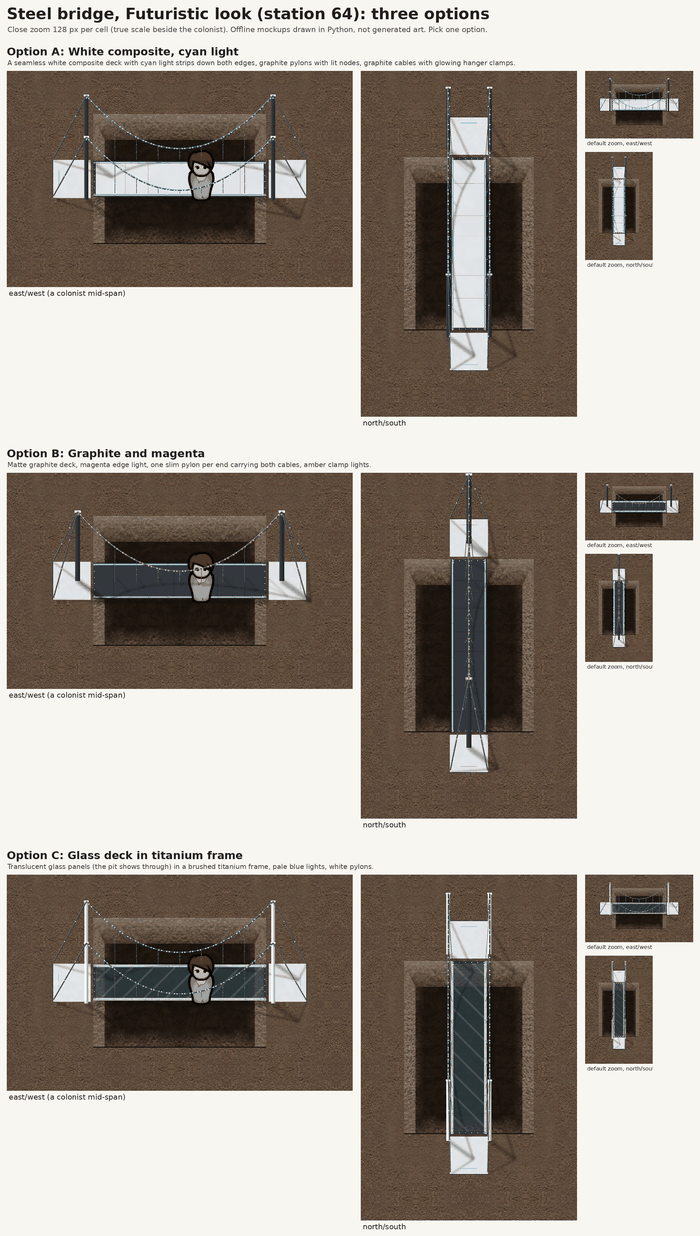 Steel bridge, Futuristic look (station 64): three options
Close zoom 128 px per cell (true scale beside the colonist). Offline mockups drawn in Python, not generated art. Pick one option.
Option A: White composite, cyan light
A seamless white composite deck with cyan light strips down both edges, graphite pylons with lit nodes, graphite cables with glowing hanger clamps.
default zoom, east/west
default zoom, north/sou
east/west (a colonist mid-span)
north/south
Option B: Graphite and magenta
Matte graphite deck, magenta edge light, one slim pylon per end carrying both cables, amber clamp lights.
default zoom, east/west
default zoom, north/sou
east/west (a colonist mid-span)
north/south
Option C: Glass deck in titanium frame
Translucent glass panels (the pit shows through) in a brushed titanium frame, pale blue lights, white pylons.
default zoom, east/west
default zoom, north/sou
east/west (a colonist mid-span)
north/south